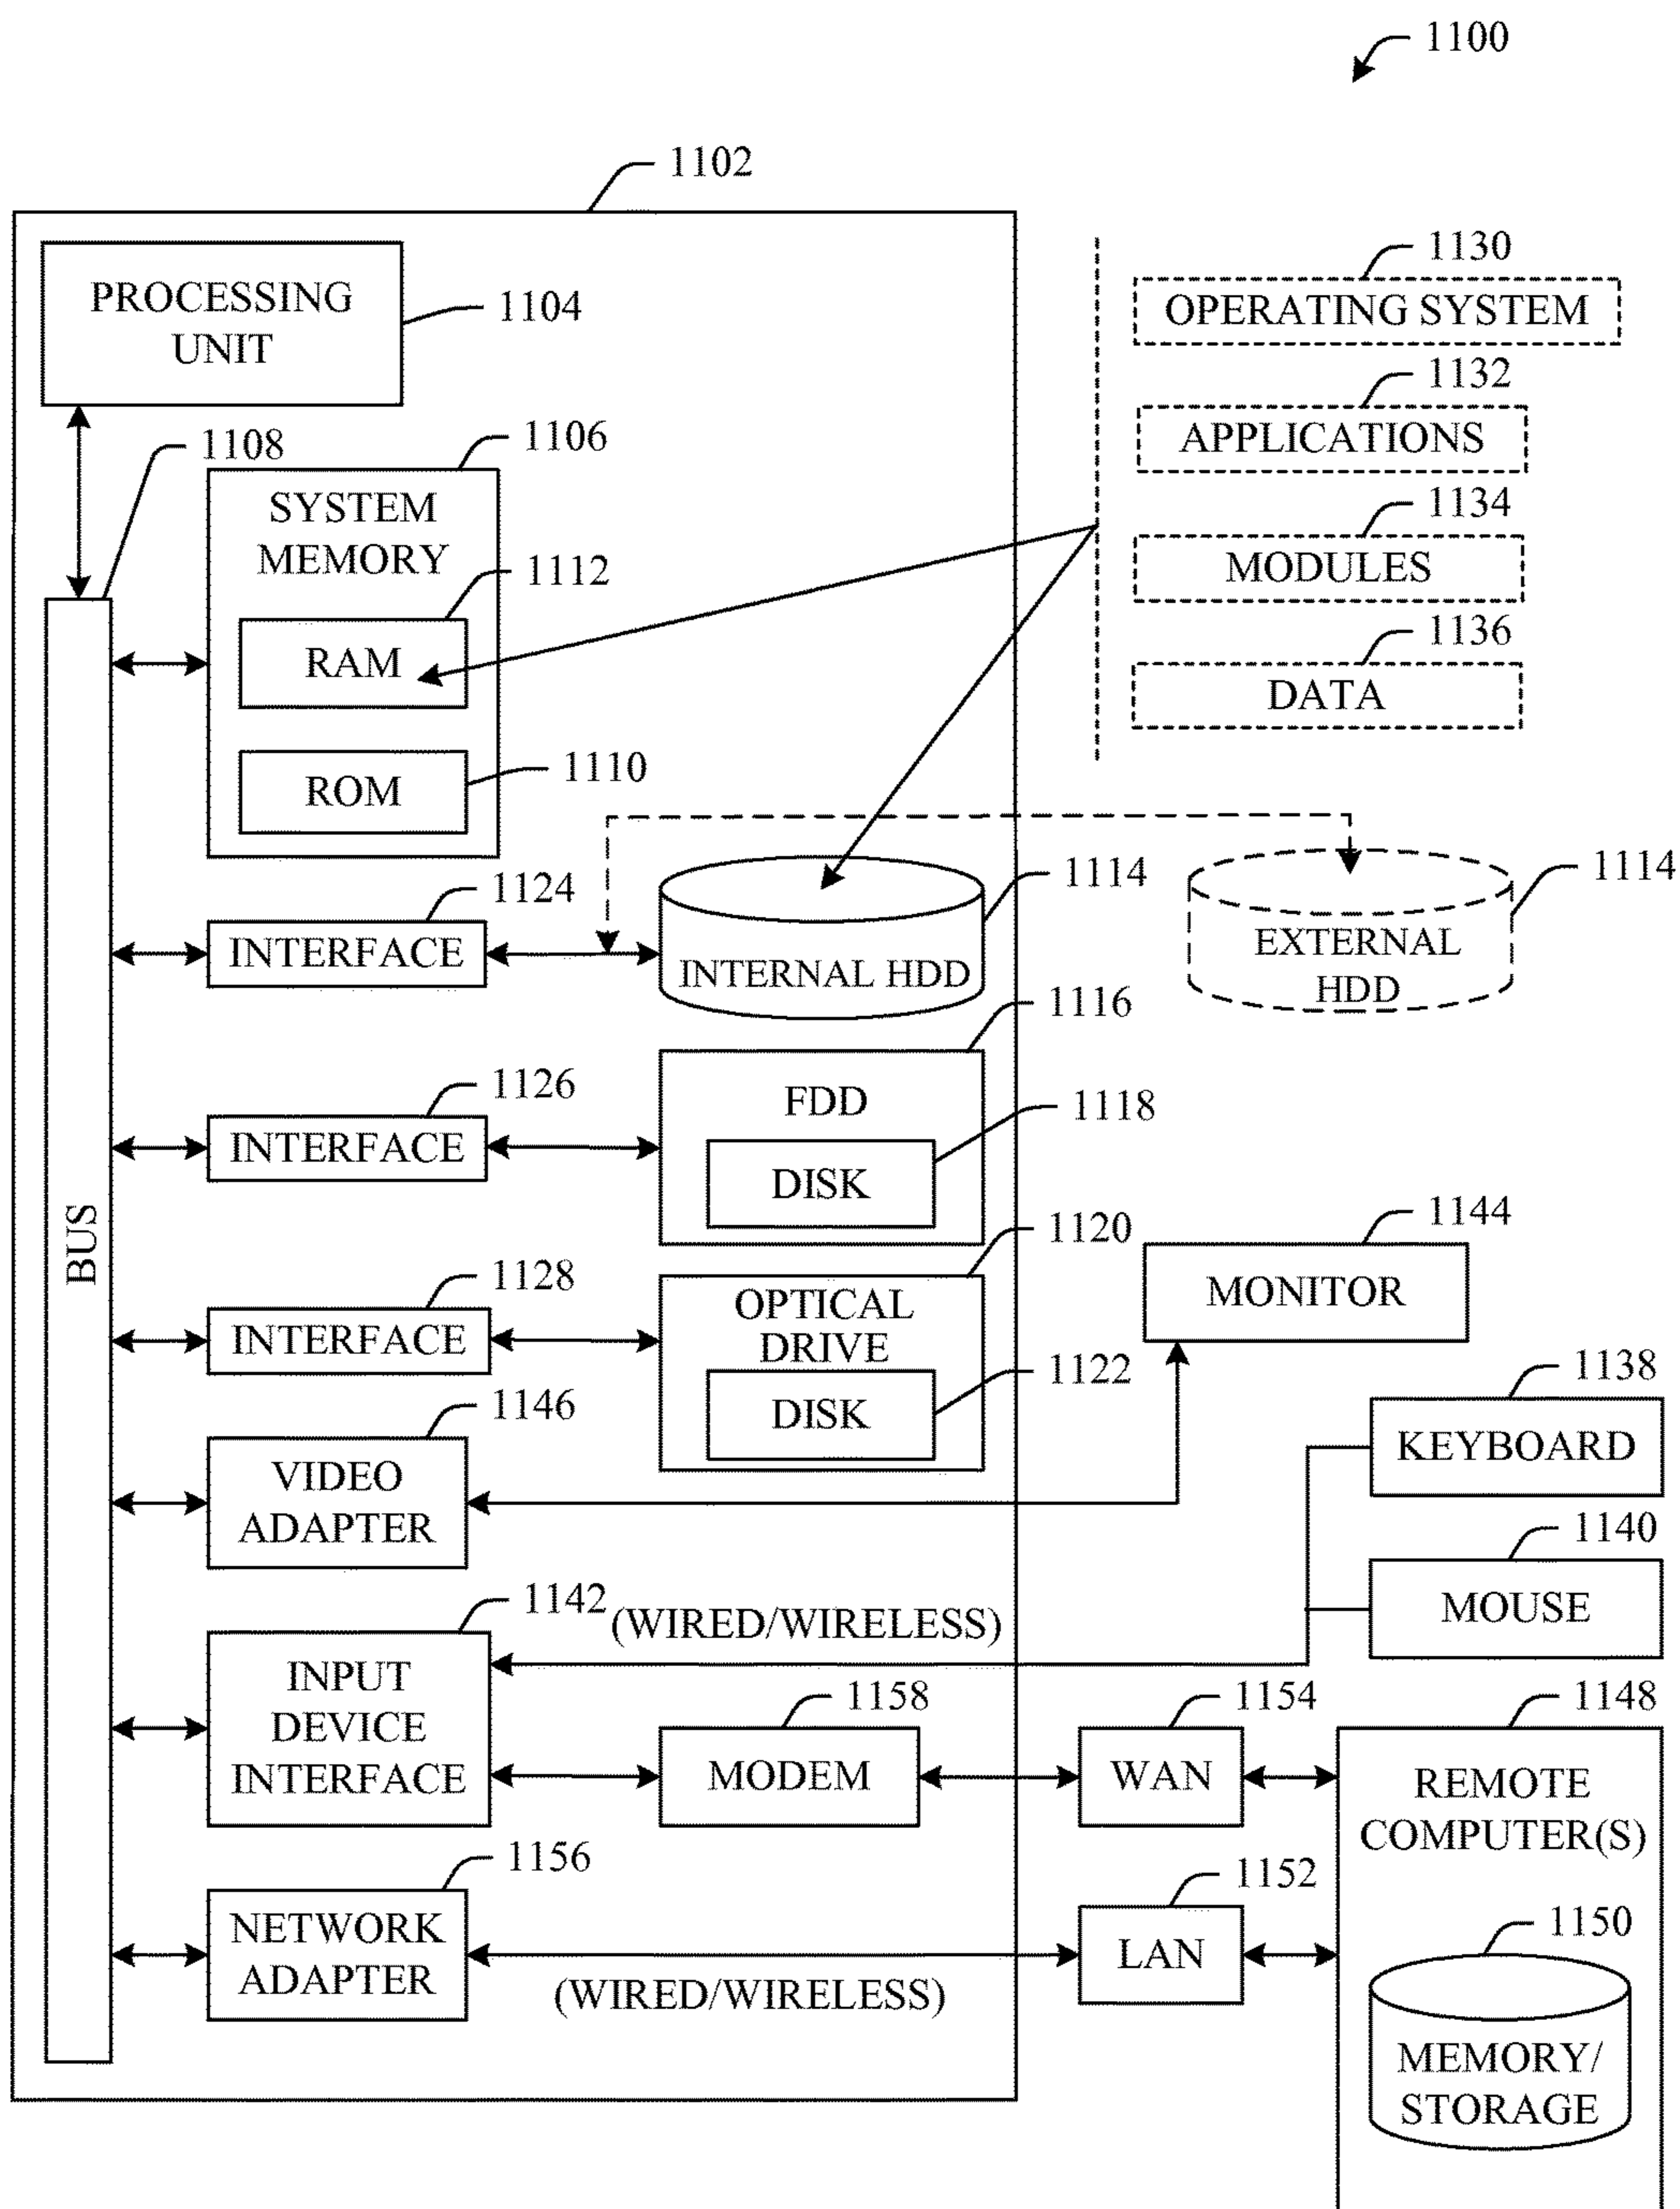 1100
1102
PROCESSING
UNIT
1104
1130
OPERATING SYSTEM
1132
APPLICATIONS
1134
MODULES
1136
DATA
1108
1106
SYSTEM
MEMORY
1112
RAM
1110
ROM
BUS
1124
INTERFACE
1114
INTERNAL HDD
1114
EXTERNAL
HDD
1126
INTERFACE
1116
FDD
1118
DISK
1128
INTERFACE
1120
OPTICAL
DRIVE
1122
DISK
1144
MONITOR
1146
VIDEO
ADAPTER
1138
KEYBOARD
1140
MOUSE
1142
INPUT
DEVICE
INTERFACE
(WIRED/WIRELESS)
1158
MODEM
1154
WAN
1148
REMOTE
COMPUTER(S)
1156
NETWORK
ADAPTER
(WIRED/WIRELESS)
1152
LAN
1150
MEMORY/
STORAGE